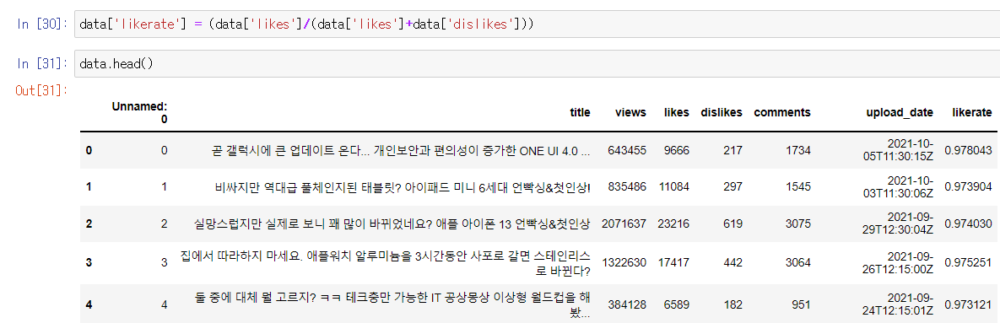 In [30]: data['likerate'] = (data['likes']/(data['likes']+data['dislikes']))
In [31]: data.head()
Out[31]:
Unnamed: 0 title views likes dislikes comments upload_date likerate
0 0 곧 갤럭시에 큰 업데이트 온다... 개인보안과 편의성이 증가한 ONE UI 4.0 ... 643455 9666 217 1734 2021-10-05T11:30:15Z 0.978043
1 1 비싸지만 역대급 풀체인지된 태블릿? 아이패드 미니 6세대 언빡싱&첫인상! 835486 11084 297 1545 2021-10-03T11:30:06Z 0.973904
2 2 실망스럽지만 실제로 보니 꽤 많이 바뀌었네요? 애플 아이폰 13 언빡싱&첫인상 2071637 23216 619 3075 2021-09-29T12:30:04Z 0.974030
3 3 집에서 따라하지 마세요. 애플워치 알루미늄을 3시간동안 사포로 갈면 스테인리스로 바뀐다? 1322630 17417 442 3064 2021-09-26T12:15:00Z 0.975251
4 4 둘 중에 대체 뭘 고르지? ㅋㅋ 테크충만 가능한 IT 공상몽상 이상형 월드컵을 해봤... 384128 6589 182 951 2021-09-24T12:15:01Z 0.973121